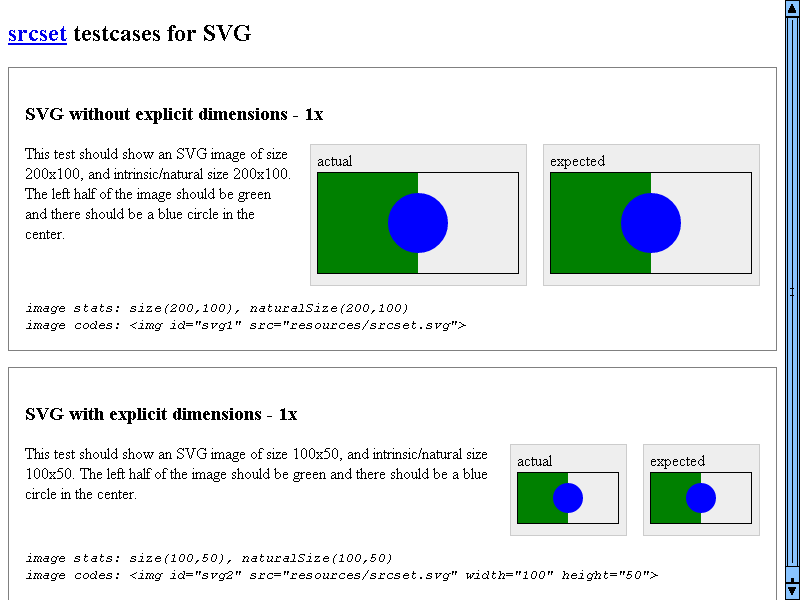 srcset testcases for SVG
SVG without explicit dimensions - 1x
This test should show an SVG image of size
200x100, and intrinsic/natural size 200x100.
The left half of the image should be green
and there should be a blue circle in the
center.
actual
expected
image stats: size(200,100), naturalSize(200,100)
image codes: <img id="svg1" src="resources/srcset.svg">
SVG with explicit dimensions - 1x
This test should show an SVG image of size 100x50, and intrinsic/natural size
100x50. The left half of the image should be green and there should be a blue
circle in the center.
actual
expected
image stats: size(100,50), naturalSize(100,50)
image codes: <img id="svg2" src="resources/srcset.svg" width="100" height="50">